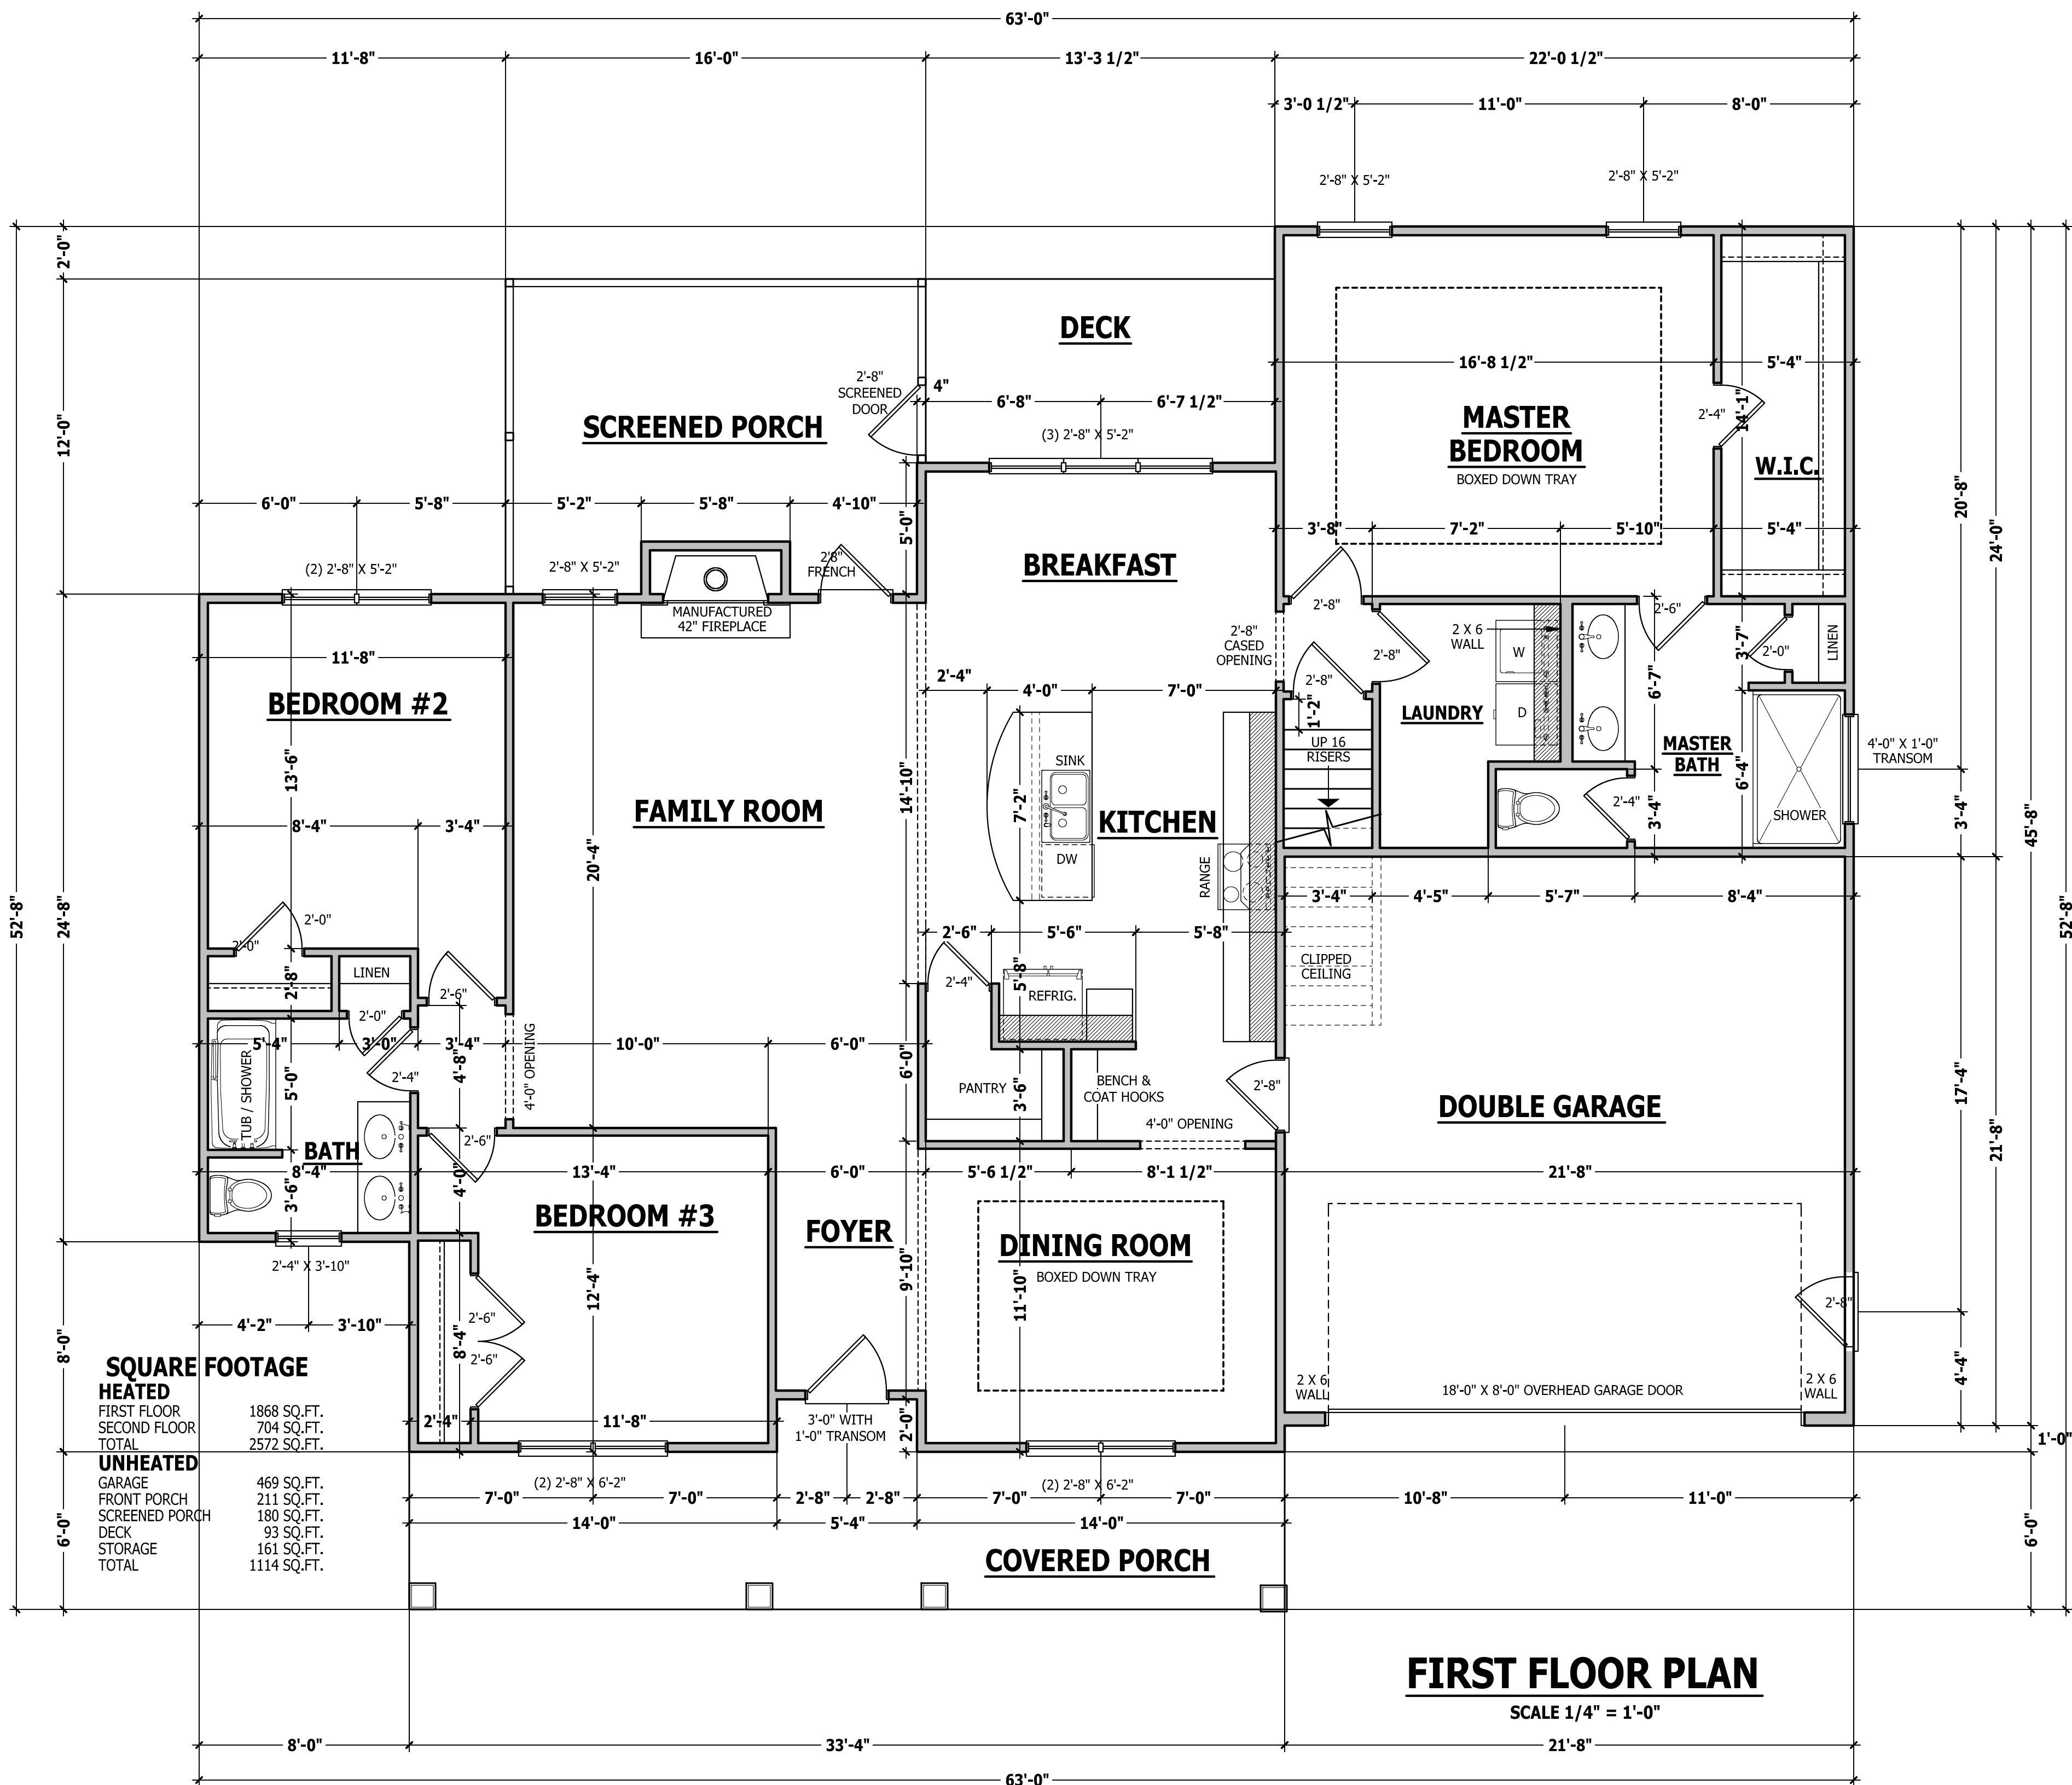 63'-0"
11'-8"
16'-0"
13'-3 1/2"
22'-0 1/2"
3'-0 1/2"
11'-0"
8'-0"
2'-8" X 5'-2"
2'-8" X 5'-2"
2'-0"
12'-0"
24'-8"
8'-0"
6'-0"
52'-8"
DECK
SCREENED PORCH
2'-8"
SCREENED
DOOR
4"
6'-8"
6'-7 1/2"
(3) 2'-8" X 5'-2"
16'-8 1/2"
5'-4"
MASTER
BEDROOM
BOXED DOWN TRAY
2'-4"
14'-1"
W.I.C.
6'-0"
5'-8"
5'-2"
5'-8"
4'-10"
5'-0"
3'-8"
7'-2"
5'-10"
5'-4"
20'-8"
24'-0"
45'-8"
52'-8"
(2) 2'-8" X 5'-2"
2'-8" X 5'-2"
2'8"
FRENCH
BREAKFAST
MANUFACTURED
42" FIREPLACE
2'-8"
CASED
OPENING
2'-8"
2'-8"
2'-8"
1'-2"
UP 16
RISERS
2 X 6
WALL
W
D
LAUNDRY
2'-6"
3'-7"
2'-0"
LINEN
6'-7"
MASTER
BATH
6'-4"
3'-4"
2'-4"
SHOWER
4'-0" X 1'-0"
TRANSOM
3'-4"
11'-8"
BEDROOM #2
13'-6"
8'-4"
3'-4"
FAMILY ROOM
20'-4"
14'-10"
2'-4"
4'-0"
7'-0"
SINK
7'-2"
DW
KITCHEN
RANGE
3'-4"
4'-5"
5'-7"
8'-4"
CLIPPED
CEILING
2'-6"
5'-6"
5'-8"
2'-4"
5'-8"
REFRIG.
2'-0"
2'-0"
2'-8"
LINEN
2'-6"
2'-0"
5'-4"
3'-0"
3'-4"
10'-0"
6'-0"
4'-0" OPENING
4'-8"
2'-4"
TUB / SHOWER
5'-0"
BATH
8'-4"
3'-6"
2'-6"
4'-0"
13'-4"
6'-0"
6'-0"
PANTRY
3'-6"
BENCH &
COAT HOOKS
4'-0" OPENING
2'-8"
5'-6 1/2"
8'-1 1/2"
21'-8"
DOUBLE GARAGE
17'-4"
21'-8"
BEDROOM #3
FOYER
9'-10"
DINING ROOM
BOXED DOWN TRAY
11'-10"
12'-4"
2'-4" X 3'-10"
4'-2"
3'-10"
2'-6"
8'-4"
2'-6"
2'-8"
4'-4"
2 X 6
WALL
18'-0" X 8'-0" OVERHEAD GARAGE DOOR
2 X 6
WALL
2'-4"
11'-8"
3'-0" WITH
1'-0" TRANSOM
2'-0"
1'-0"
6'-0"
SQUARE FOOTAGE
HEATED
FIRST FLOOR 1868 SQ.FT.
SECOND FLOOR 704 SQ.FT.
TOTAL 2572 SQ.FT.
UNHEATED
GARAGE 469 SQ.FT.
FRONT PORCH 211 SQ.FT.
SCREENED PORCH 180 SQ.FT.
DECK 93 SQ.FT.
STORAGE 161 SQ.FT.
TOTAL 1114 SQ.FT.
(2) 2'-8" X 6'-2"
(2) 2'-8" X 6'-2"
7'-0"
7'-0"
2'-8"
2'-8"
7'-0"
7'-0"
10'-8"
11'-0"
14'-0"
5'-4"
14'-0"
COVERED PORCH
FIRST FLOOR PLAN
SCALE 1/4" = 1'-0"
8'-0"
33'-4"
21'-8"
63'-0"